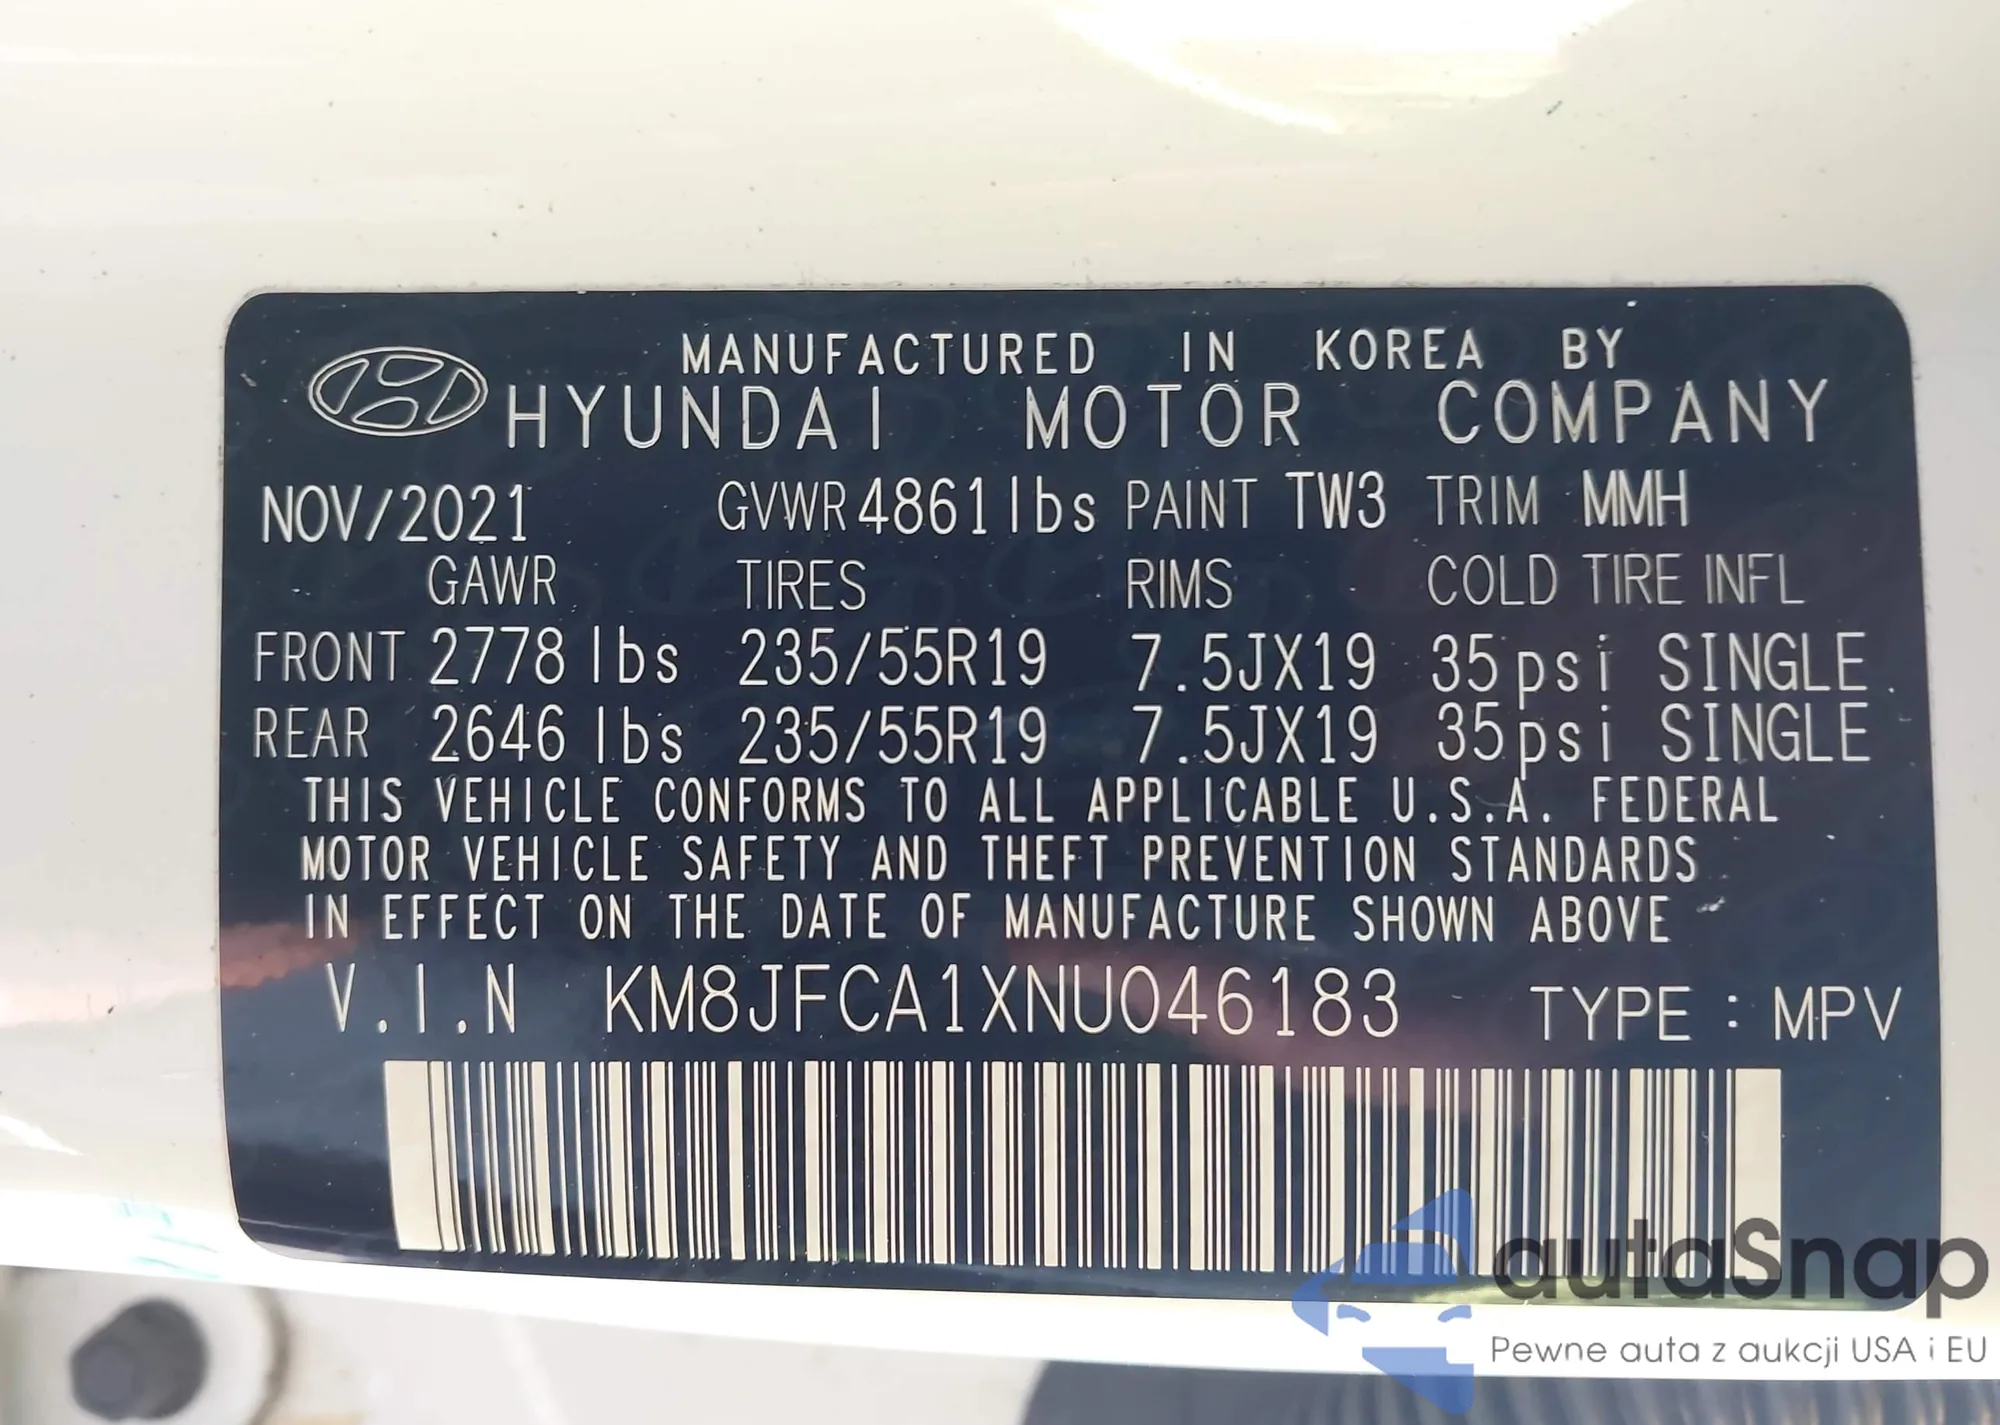 MANUFACTURED IN KOREA BY
HYUNDAI MOTOR COMPANY
NOV/2021 GVWR 4861lbs PAINT TW3 TRIM MMH
GAWR TIRES RIMS COLD TIRE INFL
FRONT 2778 lbs 235/55R19 7.5JX19 35psi SINGLE
REAR 2646 lbs 235/55R19 7.5JX19 35psi SINGLE
THIS VEHICLE CONFORMS TO ALL APPLICABLE U.S.A. FEDERAL
MOTOR VEHICLE SAFETY AND THEFT PREVENTION STANDARDS
IN EFFECT ON THE DATE OF MANUFACTURE SHOWN ABOVE
V.I.N KM8JFCA1XNU046183 TYPE : MPV
autaSnap
Pewne auta z aukcji USA i EU